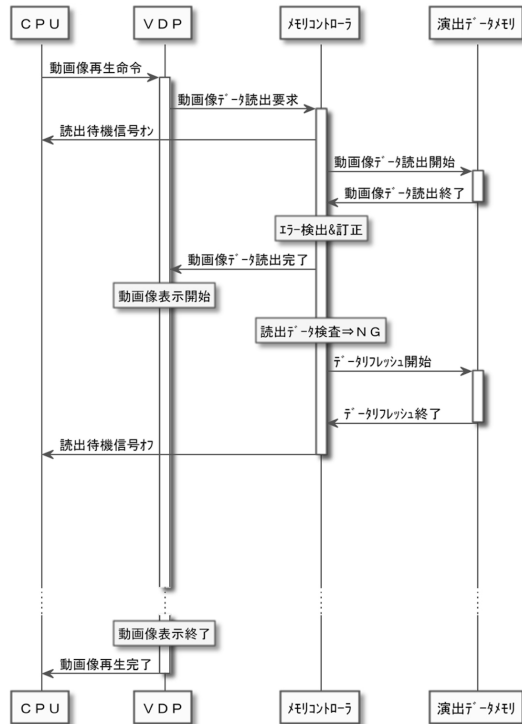 ＣＰＵ ＶＤＰ ﾒﾓﾘｺﾝﾄﾛｰﾗ 演出ﾃﾞｰﾀﾒﾓﾘ
動画像再生命令
動画像ﾃﾞｰﾀ読出要求
読出待機信号ｵﾝ
動画像ﾃﾞｰﾀ読出開始
動画像ﾃﾞｰﾀ読出終了
ｴﾗｰ検出&訂正
動画像ﾃﾞｰﾀ読出完了
動画像表示開始
読出ﾃﾞｰﾀ検査⇒ＮＧ
ﾃﾞｰﾀﾘﾌﾚｯｼｭ開始
ﾃﾞｰﾀﾘﾌﾚｯｼｭ終了
読出待機信号ｵﾌ
動画像表示終了
動画像再生完了
ＣＰＵ ＶＤＰ ﾒﾓﾘｺﾝﾄﾛｰﾗ 演出ﾃﾞｰﾀﾒﾓﾘ